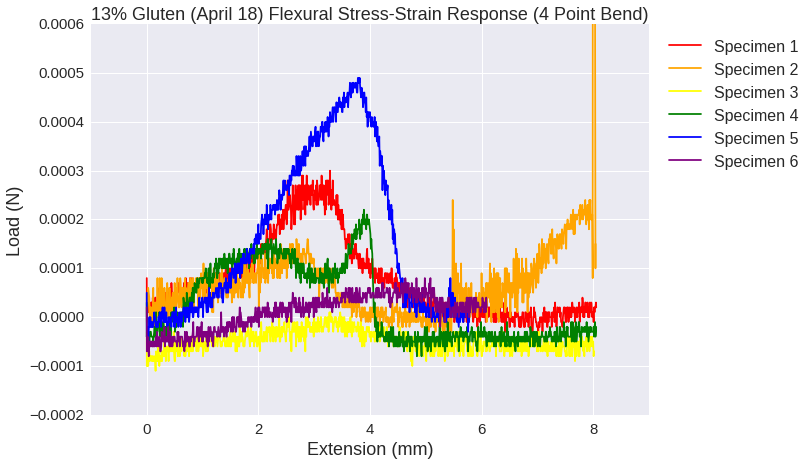 13% Gluten (April 18) Flexural Stress-Strain Response (4 Point Bend)
0.0006
0.0005
0.0004
0.0003
0.0002
0.0001
0.0000
−0.0001
−0.0002
Load (N)
0 2 4 6 8
Extension (mm)
Specimen 1
Specimen 2
Specimen 3
Specimen 4
Specimen 5
Specimen 6